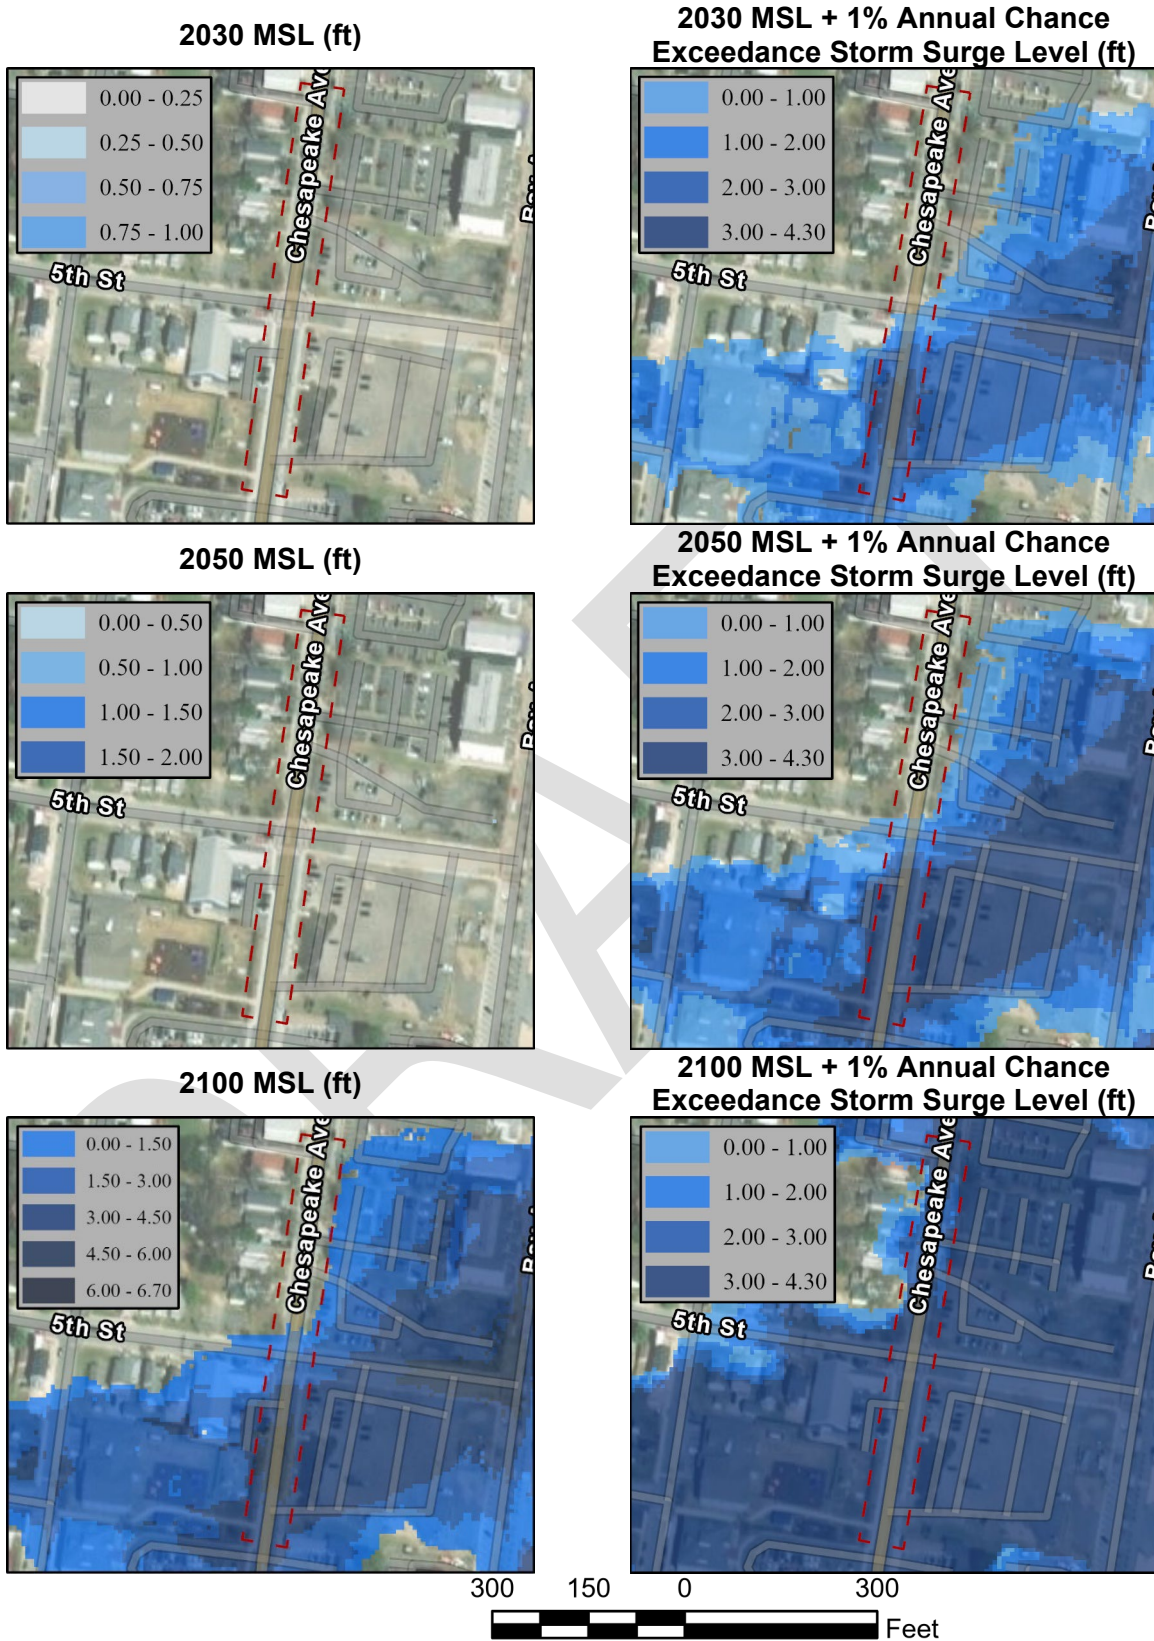 2030 MSL (ft)
0.00 - 0.25
0.25 - 0.50
0.50 - 0.75
0.75 - 1.00
Chesapeake Ave
5th St
2030 MSL + 1% Annual Chance
Exceedance Storm Surge Level (ft)
0.00 - 1.00
1.00 - 2.00
2.00 - 3.00
3.00 - 4.30
Chesapeake Ave
2050 MSL (ft)
0.00 - 0.50
0.50 - 1.00
1.00 - 1.50
1.50 - 2.00
Chesapeake Ave
5th St
2050 MSL + 1% Annual Chance
Exceedance Storm Surge Level (ft)
0.00 - 1.00
1.00 - 2.00
2.00 - 3.00
3.00 - 4.30
Chesapeake Ave
5th St
2100 MSL (ft)
0.00 - 1.50
1.50 - 3.00
3.00 - 4.50
4.50 - 6.00
6.00 - 6.70
Chesapeake Ave
5th St
2100 MSL + 1% Annual Chance
Exceedance Storm Surge Level (ft)
0.00 - 1.00
1.00 - 2.00
2.00 - 3.00
3.00 - 4.30
Chesapeake Ave
5th St
300 150 0 300
Feet